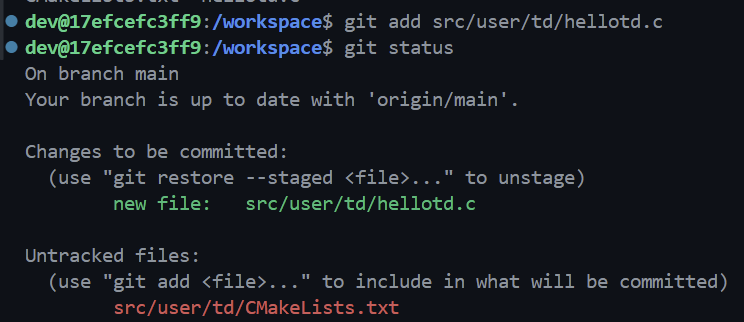 dev@17efcefc3ff9:/workspace$ git add src/user/td/hellotd.c
dev@17efcefc3ff9:/workspace$ git status
On branch main
Your branch is up to date with 'origin/main'.

Changes to be committed:
  (use "git restore --staged <file>..." to unstage)
        new file:   src/user/td/hellotd.c

Untracked files:
  (use "git add <file>..." to include in what will be committed)
        src/user/td/CMakeLists.txt